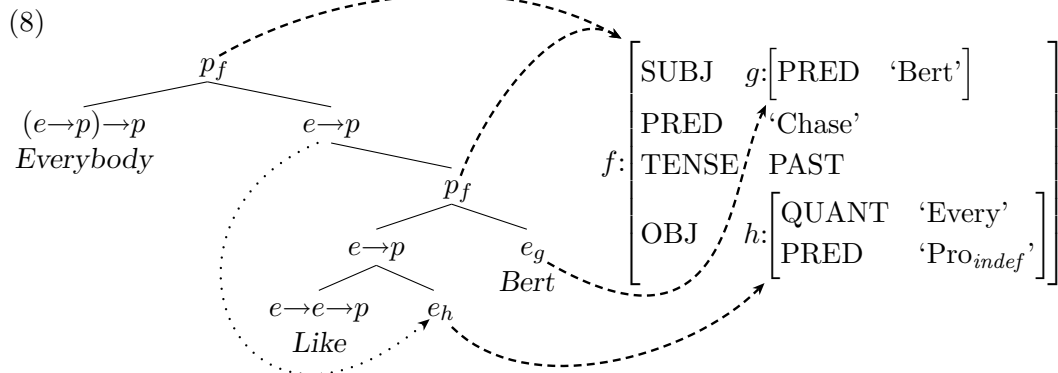 (8)
p_f
(e→p)→p
Everybody
e→p
p_f
e→p
e_g
Bert
e→e→p
Like
e_h
f:
SUBJ g:[PRED ‘Bert’]
PRED ‘Chase’
TENSE PAST
OBJ h:[QUANT ‘Every’
PRED ‘Pro_indef’]